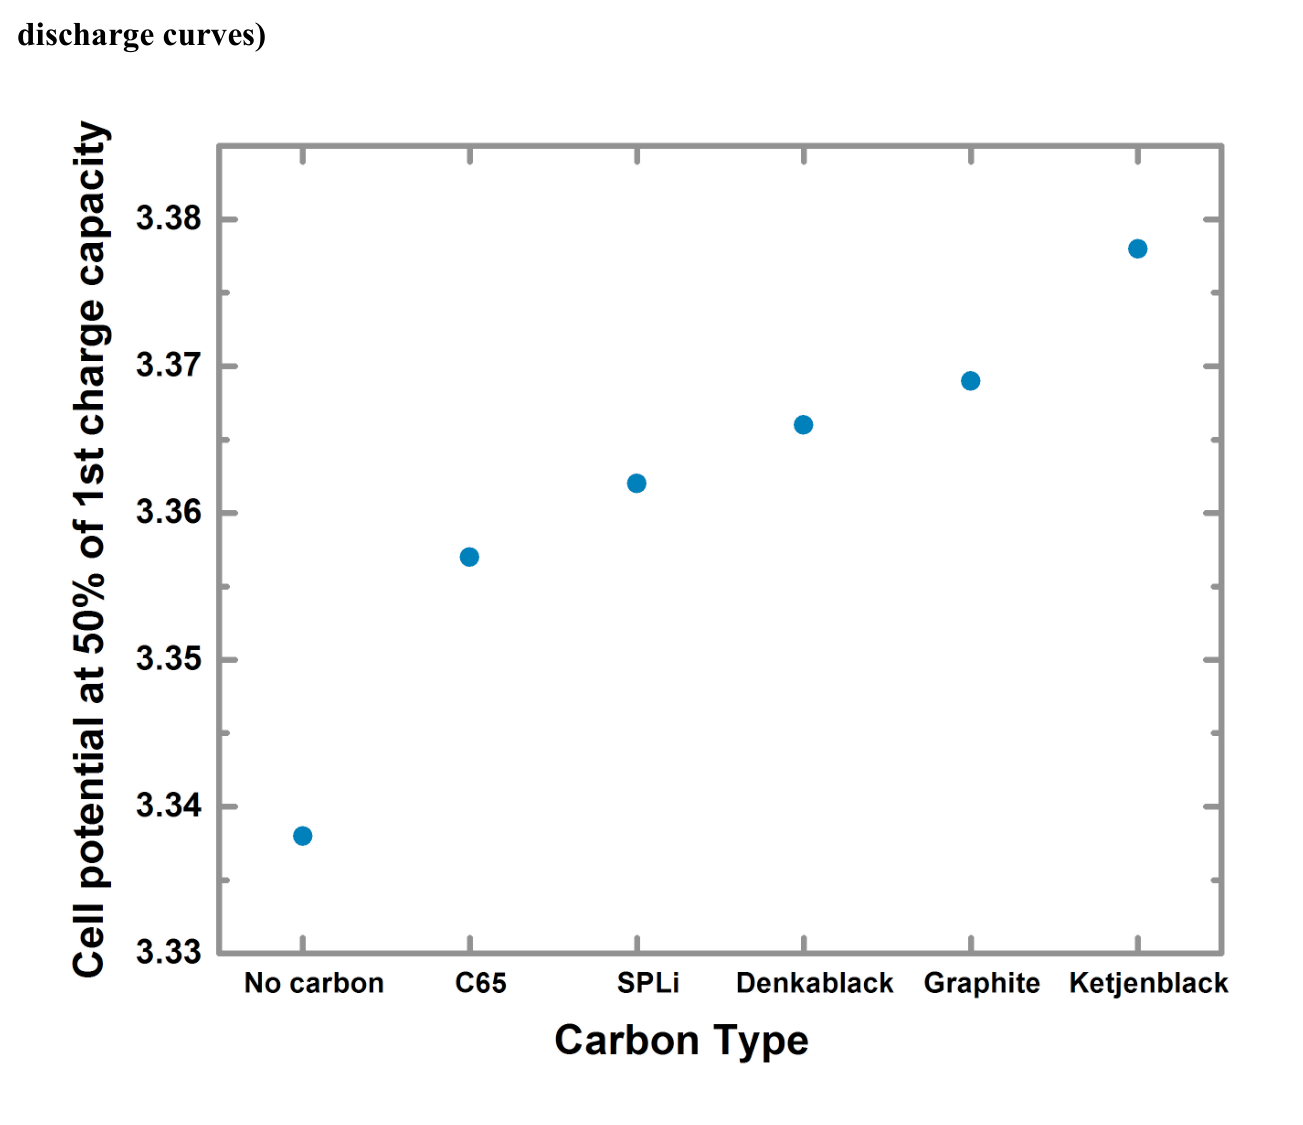 discharge curves)
Cell potential at 50% of 1st charge capacity
3.38
3.37
3.36
3.35
3.34
3.33
No carbon C65 SPLi Denkablack Graphite Ketjenblack
Carbon Type